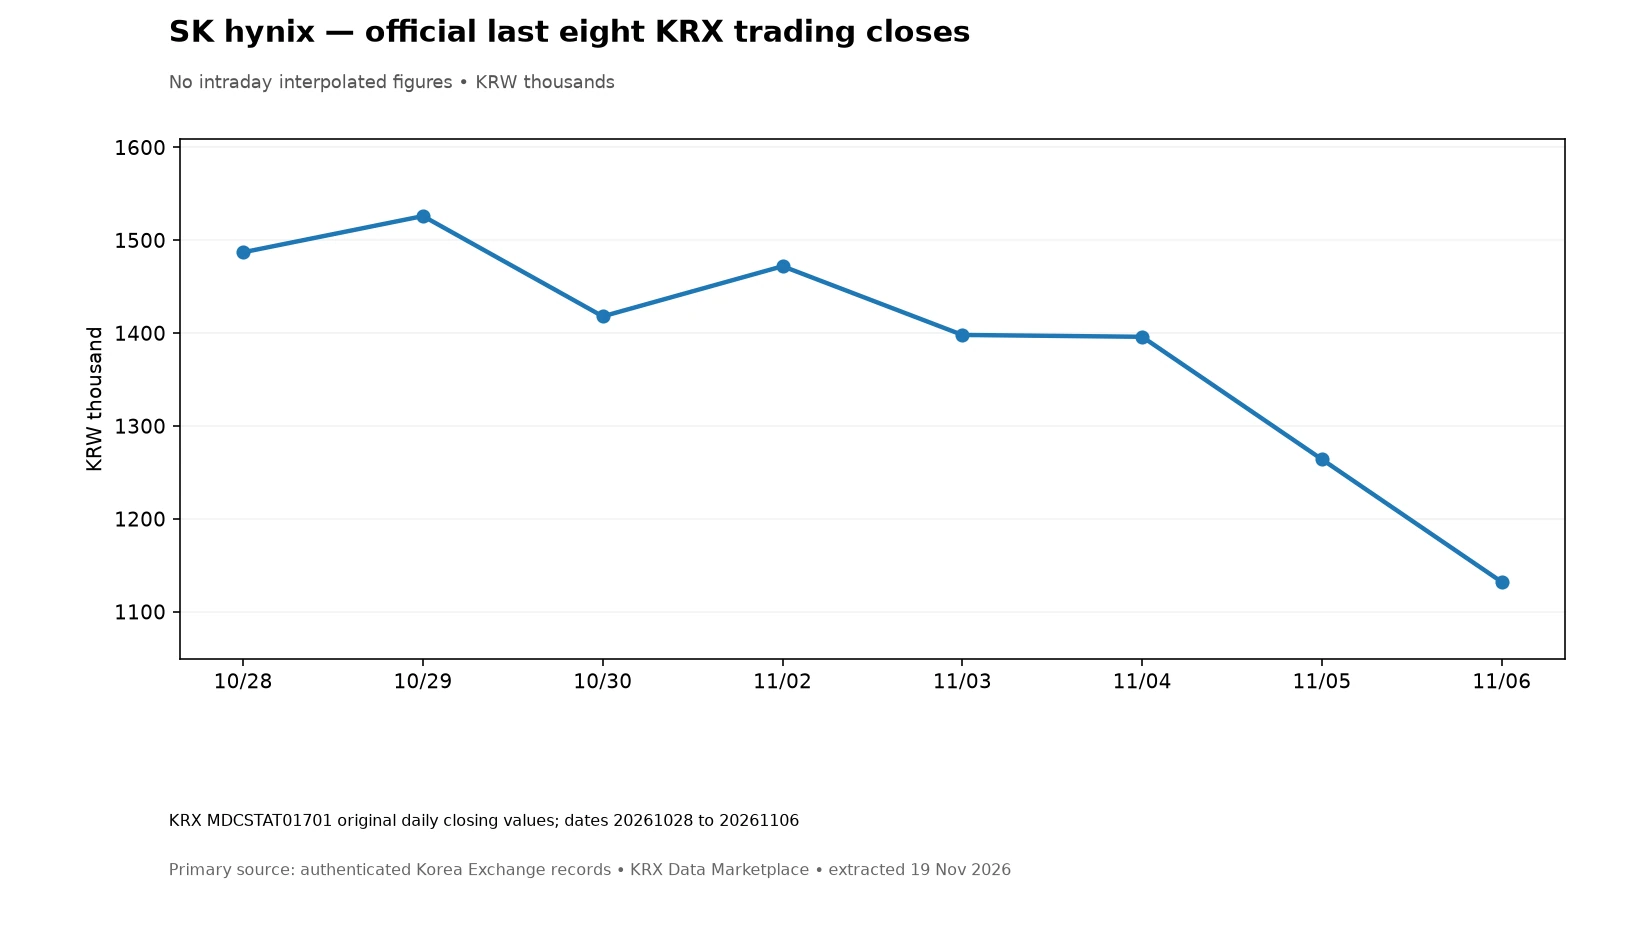 SK hynix — official last eight KRX trading closes
No intraday interpolated figures • KRW thousands
KRW thousand
1600
1500
1400
1300
1200
1100
10/28 10/29 10/30 11/02 11/03 11/04 11/05 11/06
KRX MDCSTAT01701 original daily closing values; dates 20261028 to 20261106
Primary source: authenticated Korea Exchange records • KRX Data Marketplace • extracted 19 Nov 2026